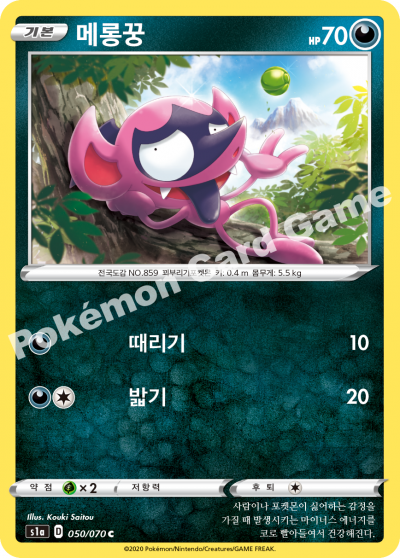 기본 메롱꿍 HP 70
Pokémon Card Game
전국도감 NO.859 꾀부리기포켓몬 키: 0.4 m 몸무게: 5.5 kg
때리기 10
밟기 20
약점 ×2 저항력 후퇴
Illus. Kouki Saitou
사람이나 포켓몬이 싫어하는 감정을
가질 때 발생시키는 마이너스 에너지를
코로 빨아들여서 건강해진다.
s1a D 050/070 C
©2020 Pokémon/Nintendo/Creatures/GAME FREAK.